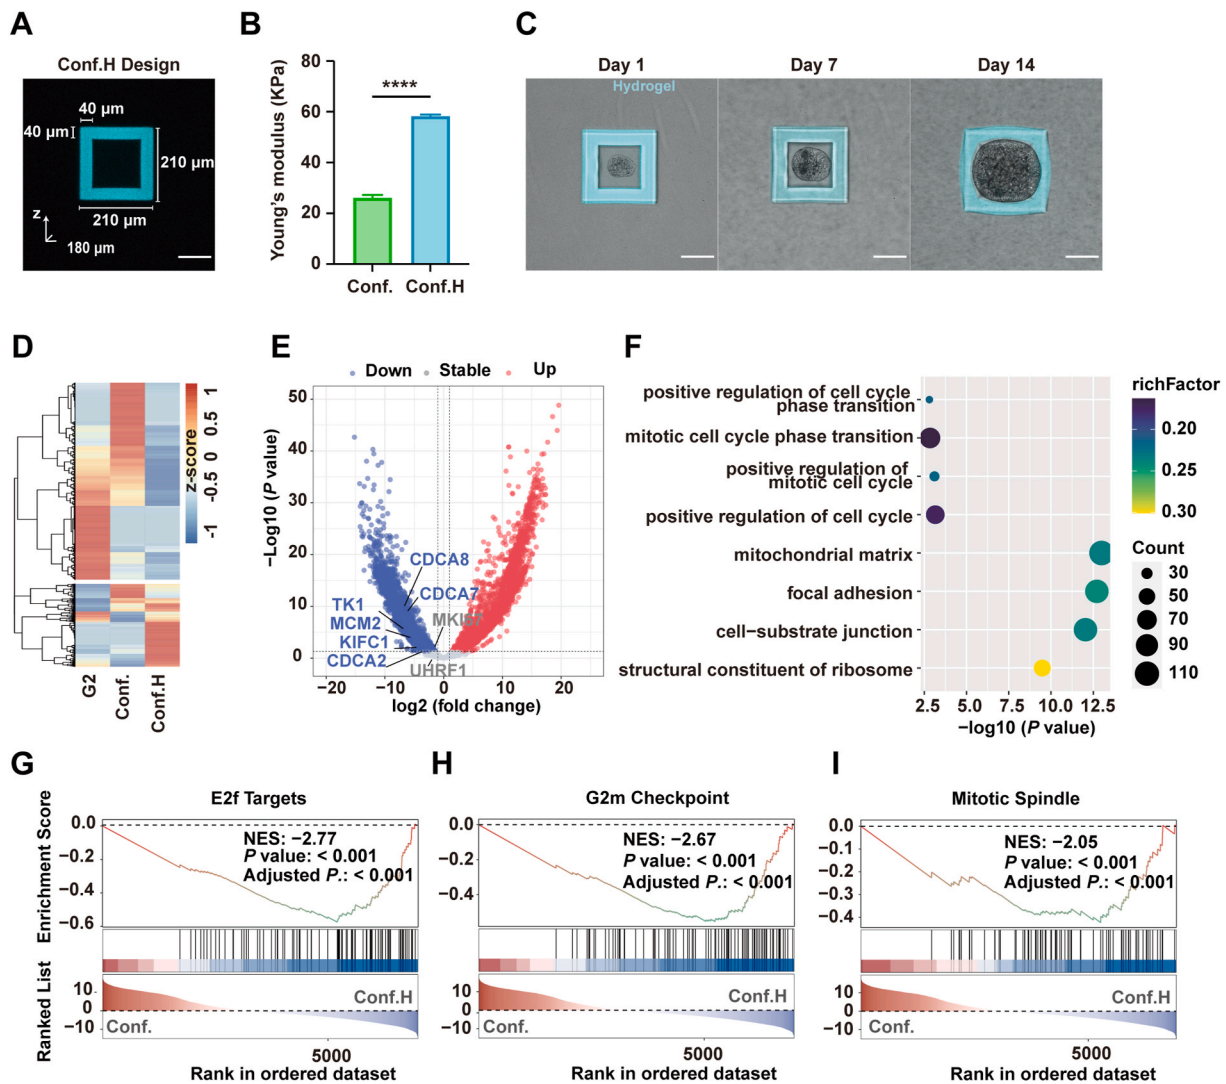 A
Conf.H Design
40 µm
40 µm
210 µm
210 µm
z
180 µm
B
Young's modulus (KPa)
80
60
40
20
0
****
Conf.
Conf.H
C
Day 1
Day 7
Day 14
Hydrogel
D
1
0.5
0
−0.5
−1
z-score
G2
Conf.
Conf.H
E
Down
Stable
Up
−Log10 (P value)
50
40
30
20
10
0
CDCA8
CDCA7
TK1
MCM2
MKI67
KIFC1
CDCA2
UHRF1
−20
−10
0
10
20
log2 (fold change)
F
positive regulation of cell cycle
phase transition
mitotic cell cycle phase transition
positive regulation of
mitotic cell cycle
positive regulation of cell cycle
mitochondrial matrix
focal adhesion
cell−substrate junction
structural constituent of ribosome
2.5
5.0
7.5
10.0
12.5
−log10 (P value)
richFactor
0.20
0.25
0.30
Count
30
50
70
90
110
G
E2f Targets
Enrichment Score
0.0
−0.2
−0.4
−0.6
NES: −2.77
P value: < 0.001
Adjusted P.: < 0.001
Ranked List
10
0
−10
Conf.H
Conf.
5000
Rank in ordered dataset
H
G2m Checkpoint
0.0
−0.2
−0.4
NES: −2.67
P value: < 0.001
Adjusted P.: < 0.001
10
0
−10
Conf.H
Conf.
5000
Rank in ordered dataset
I
Mitotic Spindle
0.0
−0.1
−0.2
−0.3
−0.4
NES: −2.05
P value: < 0.001
Adjusted P.: < 0.001
10
0
−10
Conf.H
Conf.
5000
Rank in ordered dataset